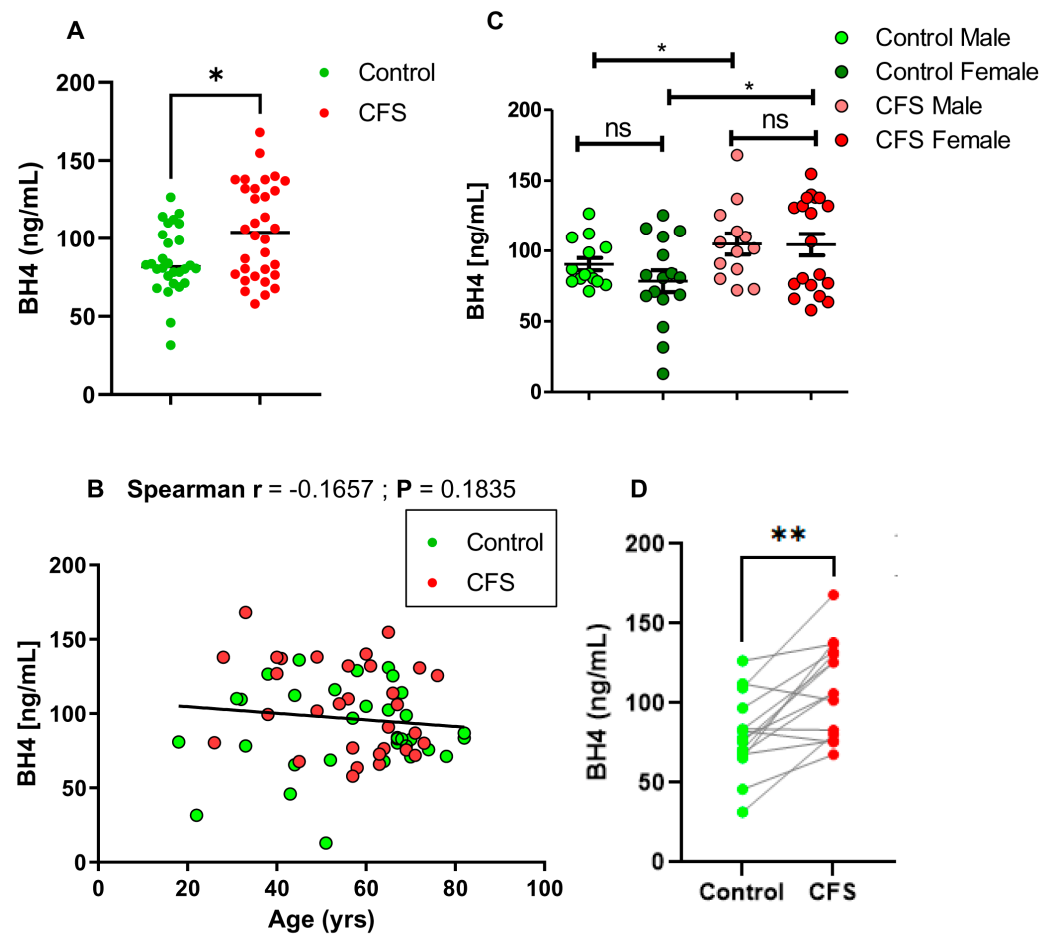 A
*
Control
CFS
BH4 (ng/mL)
200
150
100
50
0
C
Control Male
Control Female
CFS Male
CFS Female
*
*
ns
ns
BH4 [ng/mL]
200
150
100
50
0
B Spearman r = -0.1657 ; P = 0.1835
Control
CFS
BH4 [ng/mL]
200
150
100
50
0
0 20 40 60 80 100
Age (yrs)
D
**
BH4 (ng/mL)
200
150
100
50
0
Control CFS